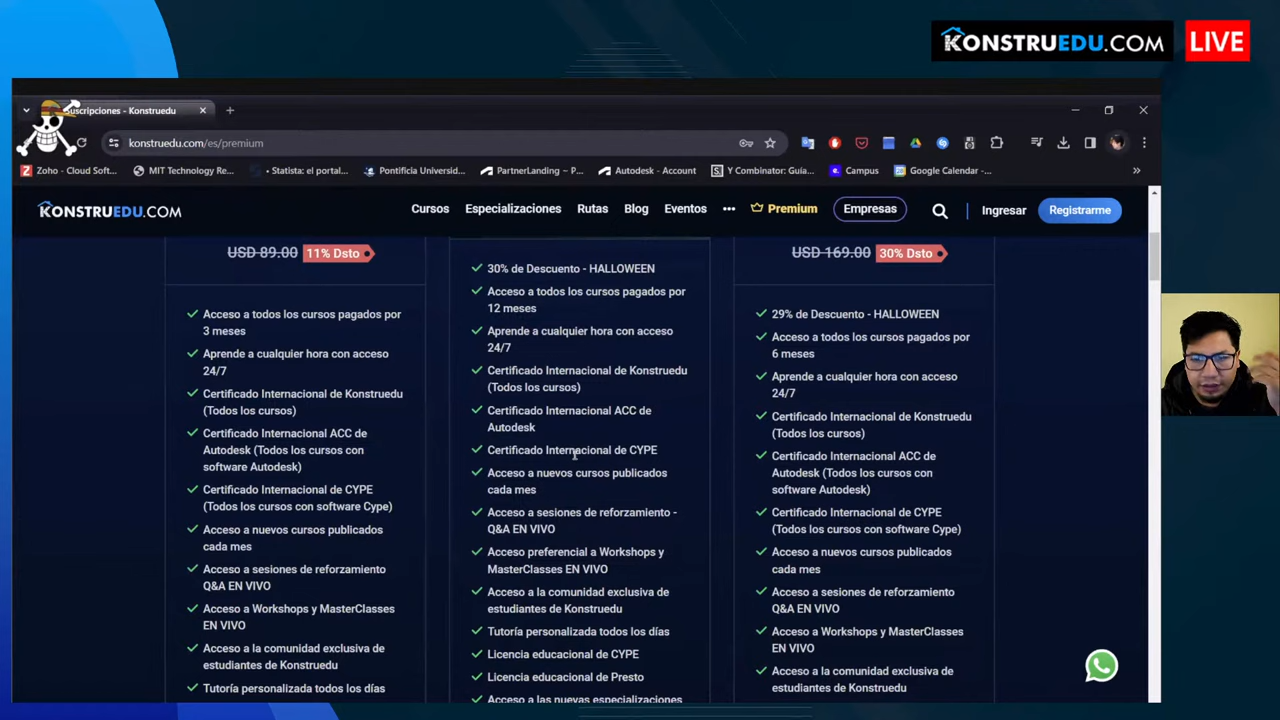 KONSTRUEDU.COM LIVE
uscripciones - Konstruedu
konstruedu.com/es/premium
Zoho - Cloud Soft...
MIT Technology Re...
• Statista: el portal...
Pontificia Universid...
PartnerLanding ~ P...
Autodesk - Account
Y Combinator: Guía...
Campus
Google Calendar -...
KONSTRUEDU.COM
Cursos
Especializaciones
Rutas
Blog
Eventos
Premium
Empresas
Ingresar
Registrarme
USD 89.00 11% Dsto
Acceso a todos los cursos pagados por
3 meses
Aprende a cualquier hora con acceso
24/7
Certificado Internacional de Konstruedu
(Todos los cursos)
Certificado Internacional ACC de
Autodesk (Todos los cursos con
software Autodesk)
Certificado Internacional de CYPE
(Todos los cursos con software Cype)
Acceso a nuevos cursos publicados
cada mes
Acceso a sesiones de reforzamiento
Q&A EN VIVO
Acceso a Workshops y MasterClasses
EN VIVO
Acceso a la comunidad exclusiva de
estudiantes de Konstruedu
Tutoría personalizada todos los días
30% de Descuento - HALLOWEEN
Acceso a todos los cursos pagados por
12 meses
Aprende a cualquier hora con acceso
24/7
Certificado Internacional de Konstruedu
(Todos los cursos)
Certificado Internacional ACC de
Autodesk
Certificado Internacional de CYPE
Acceso a nuevos cursos publicados
cada mes
Acceso a sesiones de reforzamiento -
Q&A EN VIVO
Acceso preferencial a Workshops y
MasterClasses EN VIVO
Acceso a la comunidad exclusiva de
estudiantes de Konstruedu
Tutoría personalizada todos los días
Licencia educacional de CYPE
Licencia educacional de Presto
Acceso a las nuevas especializaciones
USD 169.00 30% Dsto
29% de Descuento - HALLOWEEN
Acceso a todos los cursos pagados por
6 meses
Aprende a cualquier hora con acceso
24/7
Certificado Internacional de Konstruedu
(Todos los cursos)
Certificado Internacional ACC de
Autodesk (Todos los cursos con
software Autodesk)
Certificado Internacional de CYPE
(Todos los cursos con software Cype)
Acceso a nuevos cursos publicados
cada mes
Acceso a sesiones de reforzamiento
Q&A EN VIVO
Acceso a Workshops y MasterClasses
EN VIVO
Acceso a la comunidad exclusiva de
estudiantes de Konstruedu